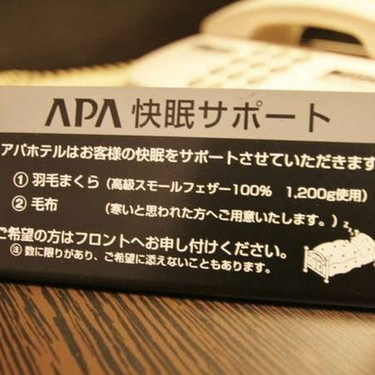 APA 快眠サポート
アパホテルはお客様の快眠をサポートさせていただきます
① 羽毛まくら (高級スモールフェザー100% 1,200g使用)
② 毛布 (寒いと思われた方へご用意いたします。)
ご希望の方はフロントへお申し付けください。
㊟ 数に限りがあり、ご希望に添えないこともあります。